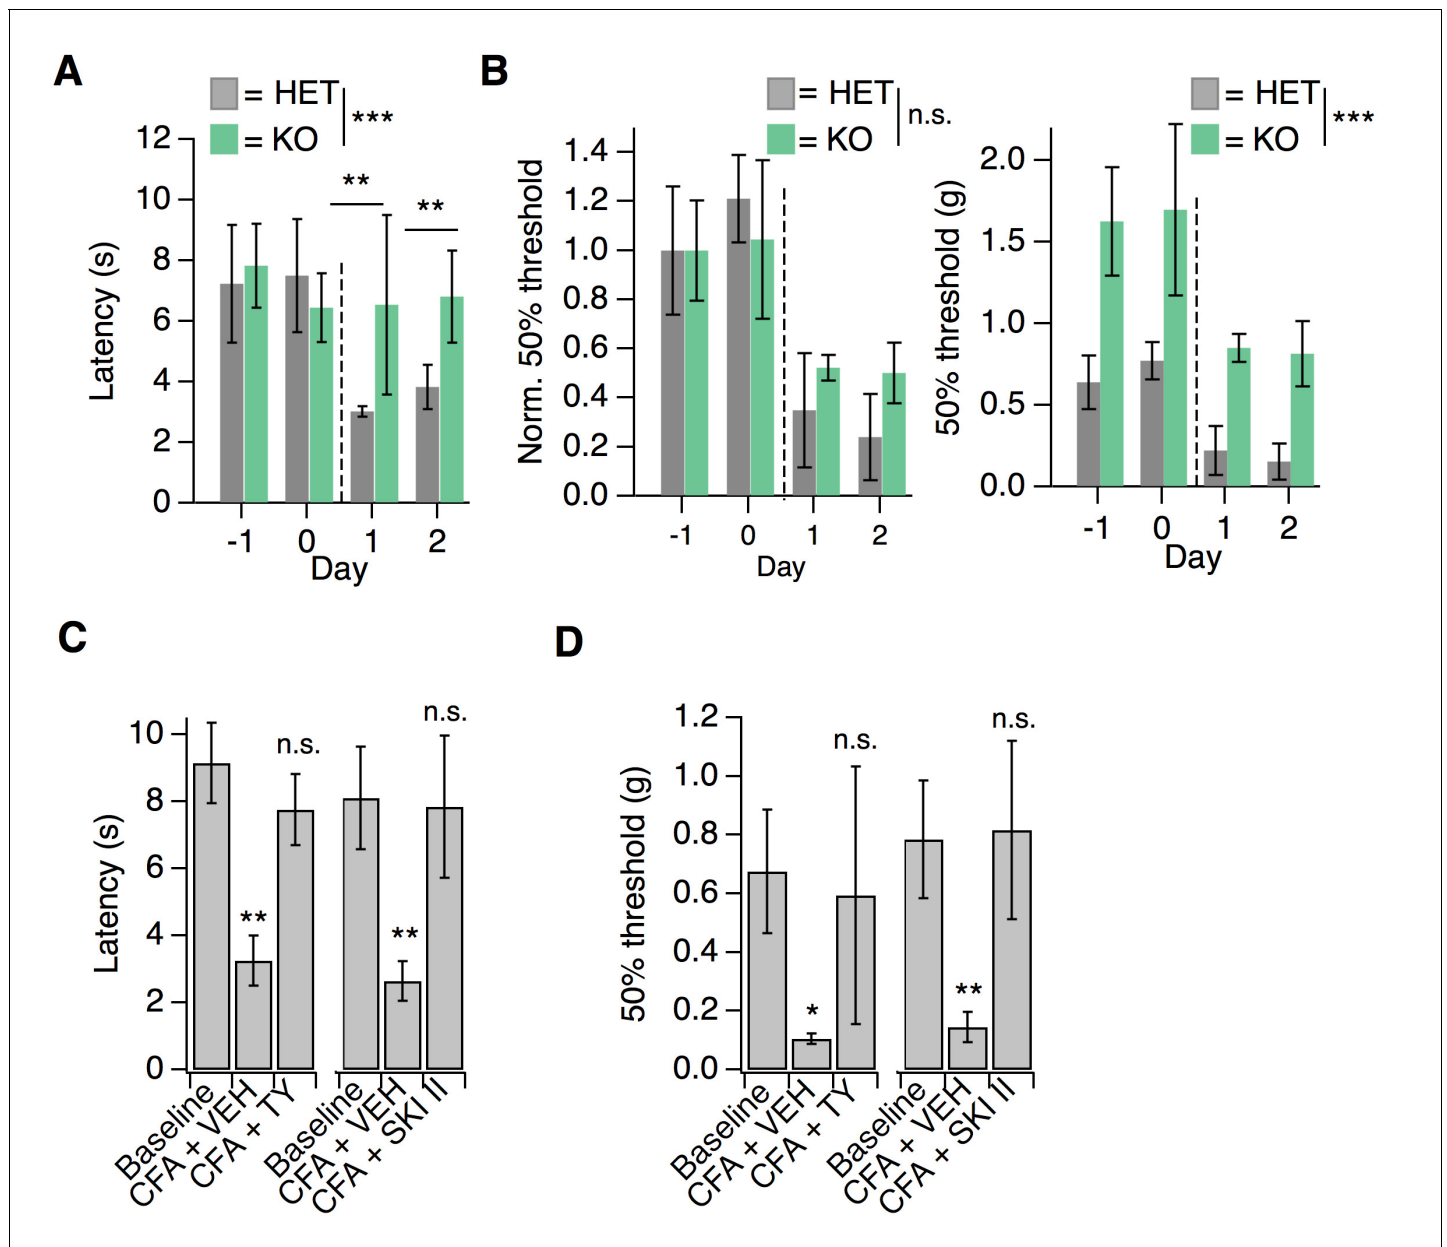 A
= HET
= KO
***
12
10
8
6
4
2
0
Latency (s)
**
**
-1 0 1 2
Day
B
= HET
= KO
n.s.
1.4
1.2
1.0
0.8
0.6
0.4
0.2
0.0
Norm. 50% threshold
-1 0 1 2
Day
= HET
= KO
***
2.0
1.5
1.0
0.5
0.0
50% threshold (g)
-1 0 1 2
Day
C
10
8
6
4
2
0
Latency (s)
**
n.s.
**
n.s.
Baseline
CFA + VEH
CFA + TY
Baseline
CFA + VEH
CFA + SKI II
D
1.2
1.0
0.8
0.6
0.4
0.2
0.0
50% threshold (g)
*
n.s.
**
n.s.
Baseline
CFA + VEH
CFA + TY
Baseline
CFA + VEH
CFA + SKI II